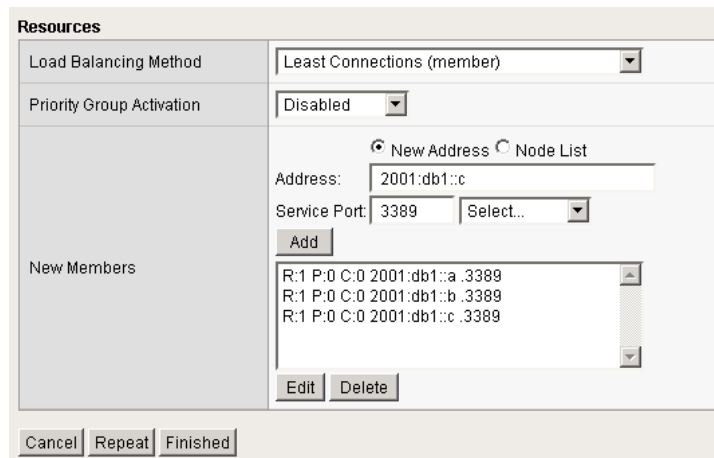 Resources
Load Balancing Method
Least Connections (member)
Priority Group Activation
Disabled
New Members
New Address Node List
Address: 2001:db1::c
Service Port: 3389 Select...
Add
R:1 P:0 C:0 2001:db1::a .3389
R:1 P:0 C:0 2001:db1::b .3389
R:1 P:0 C:0 2001:db1::c .3389
Edit Delete
Cancel Repeat Finished